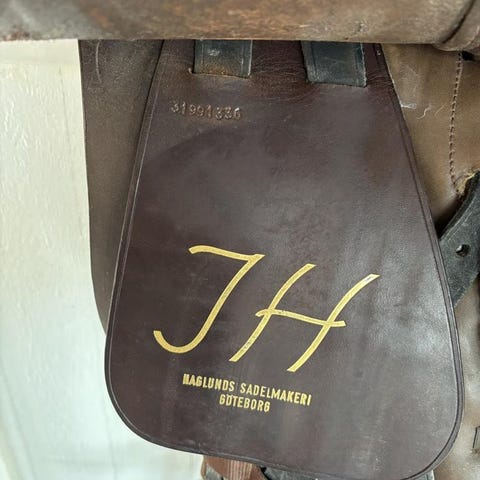 31991336
JH
HAGLUNDS SADELMAKERI
GÖTEBORG